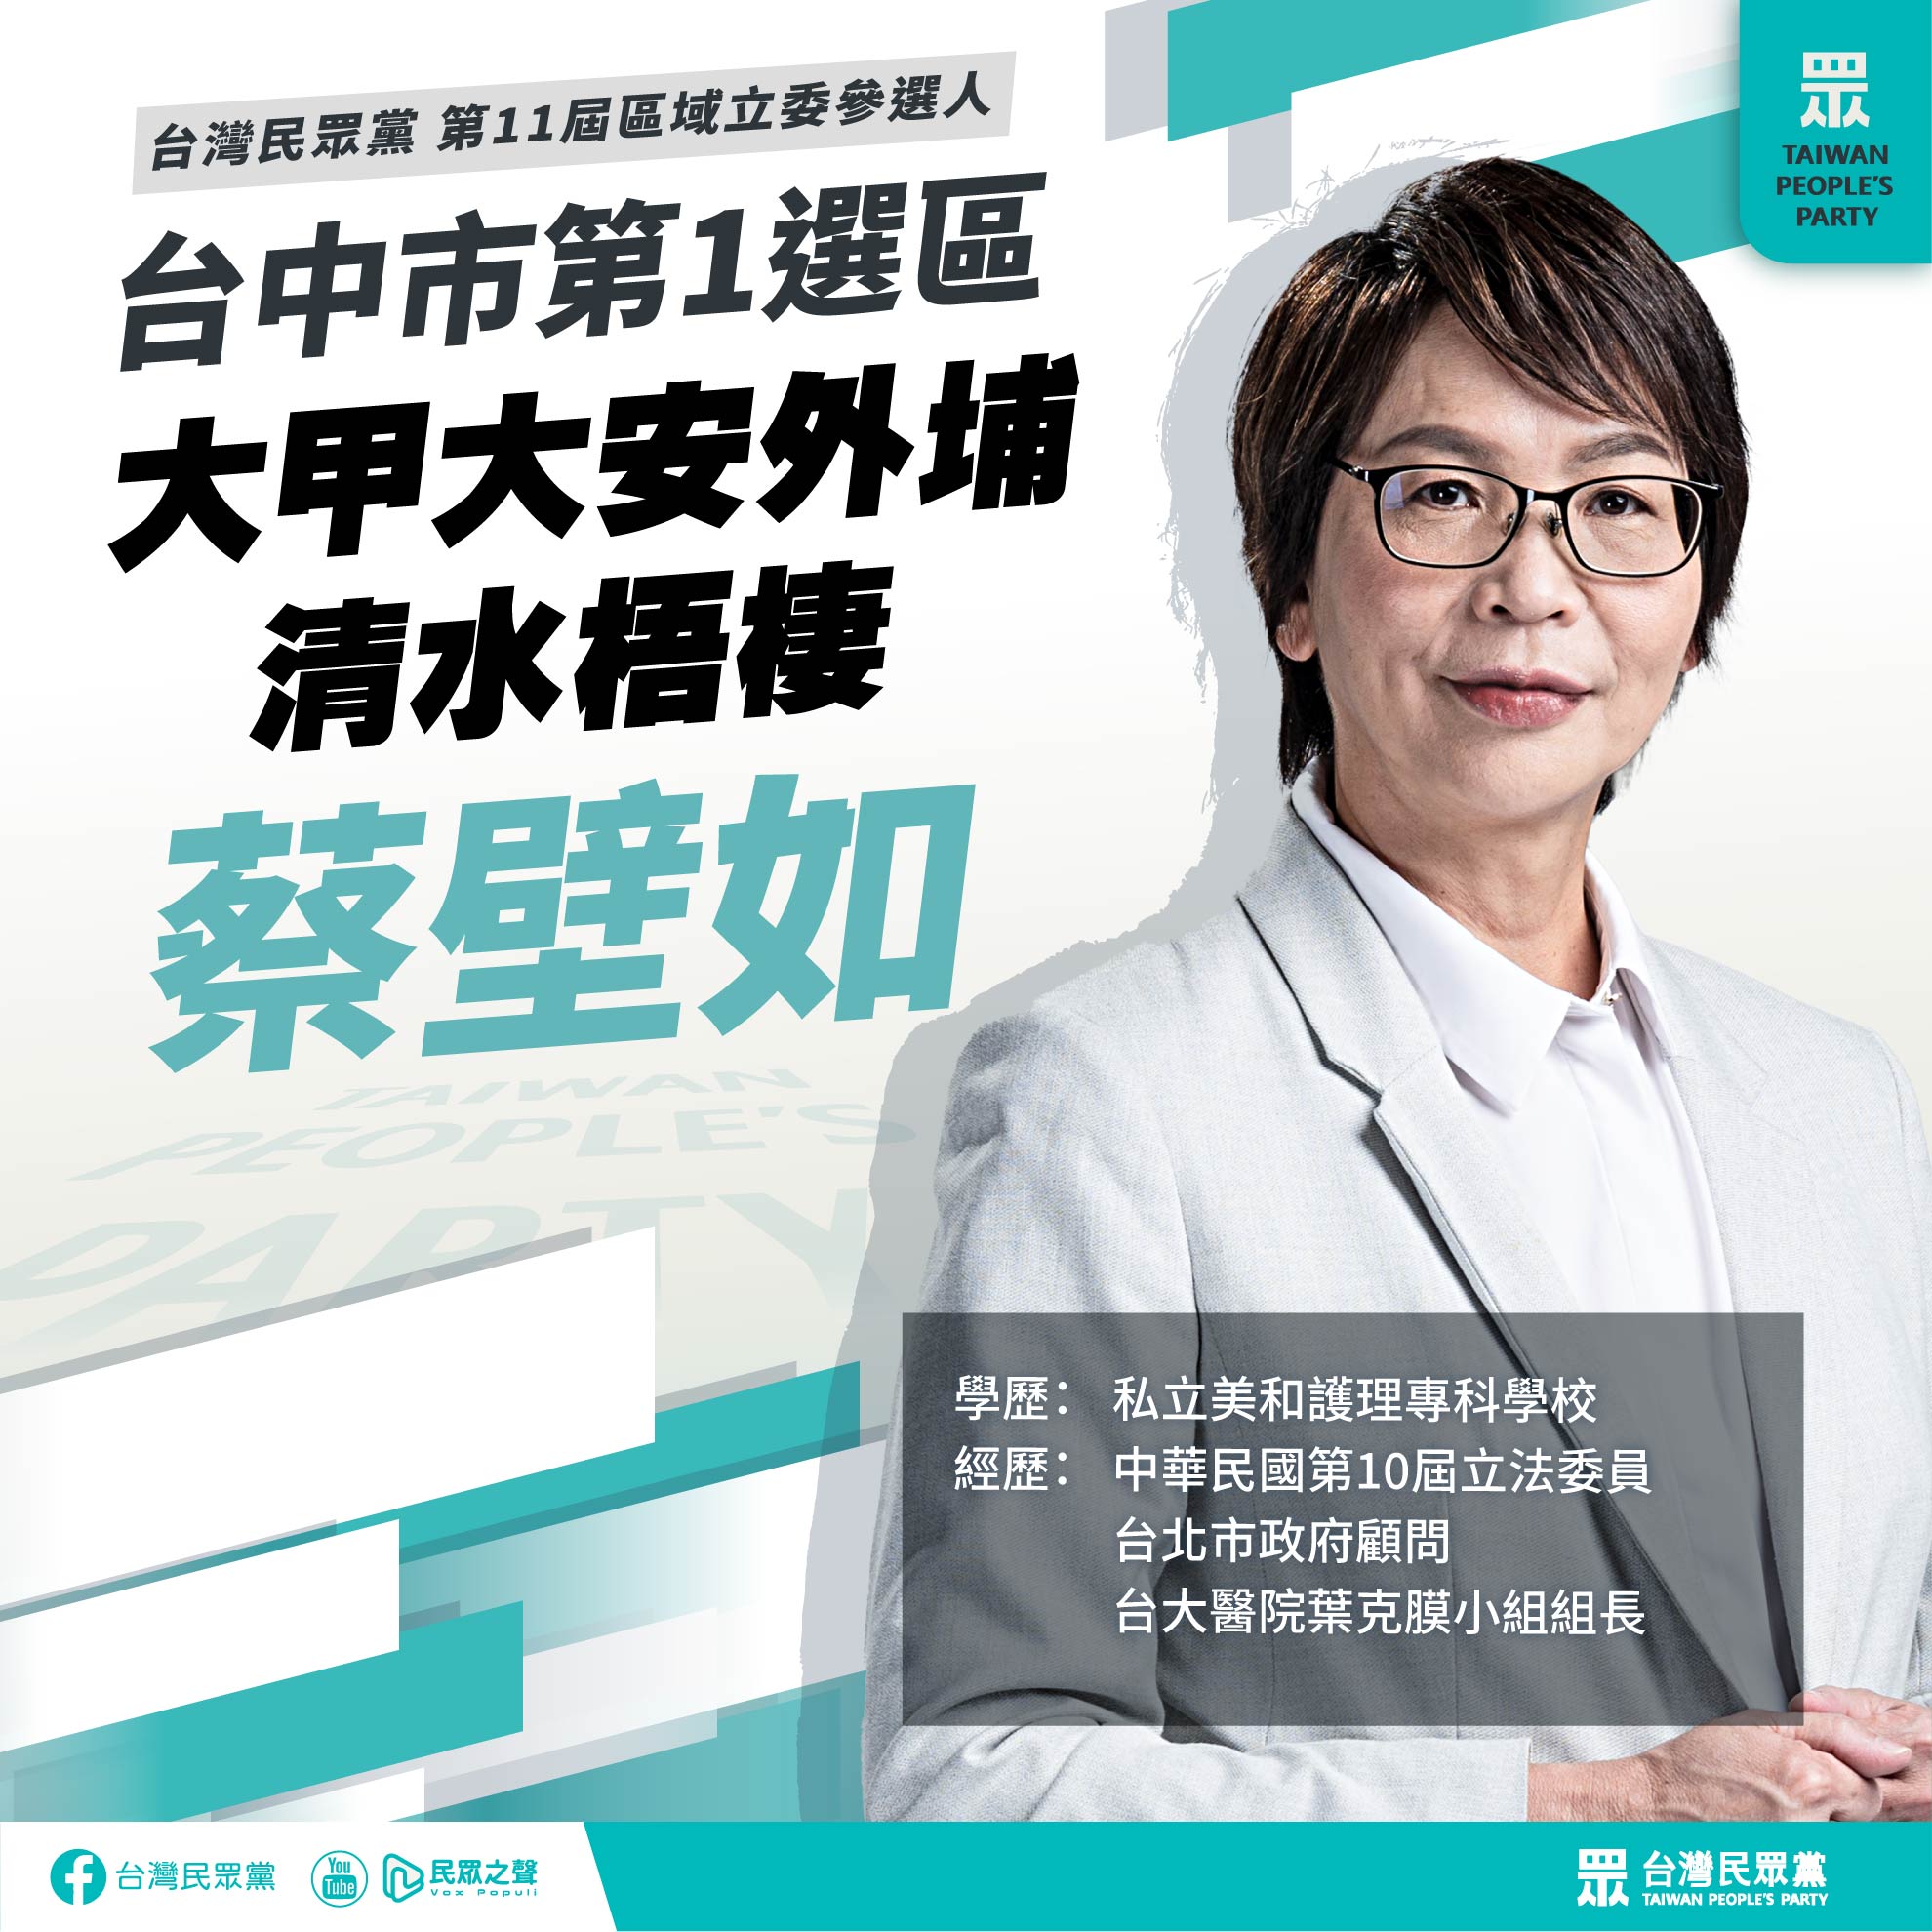 台灣民眾黨 第11屆區域立委參選人
台中市第1選區
大甲大安外埔
清水梧棲
蔡壁如
TAIWAN
PEOPLE'S
PARTY
眾
TAIWAN
PEOPLE'S
PARTY
學歷： 私立美和護理專科學校
經歷： 中華民國第10屆立法委員
台北市政府顧問
台大醫院葉克膜小組組長
台灣民眾黨
You
Tube
民眾之聲
Vox Populi
眾 台灣民眾黨
TAIWAN PEOPLE'S PARTY